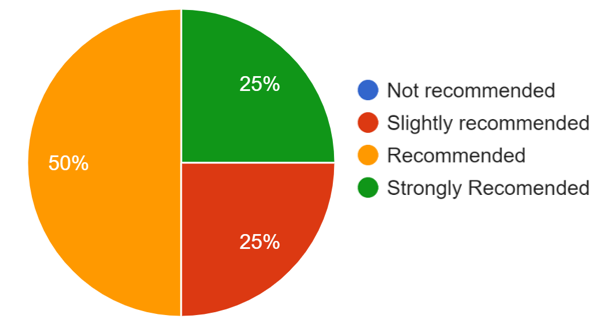 25%
50%
25%
Not recommended
Slightly recommended
Recommended
Strongly Recomended